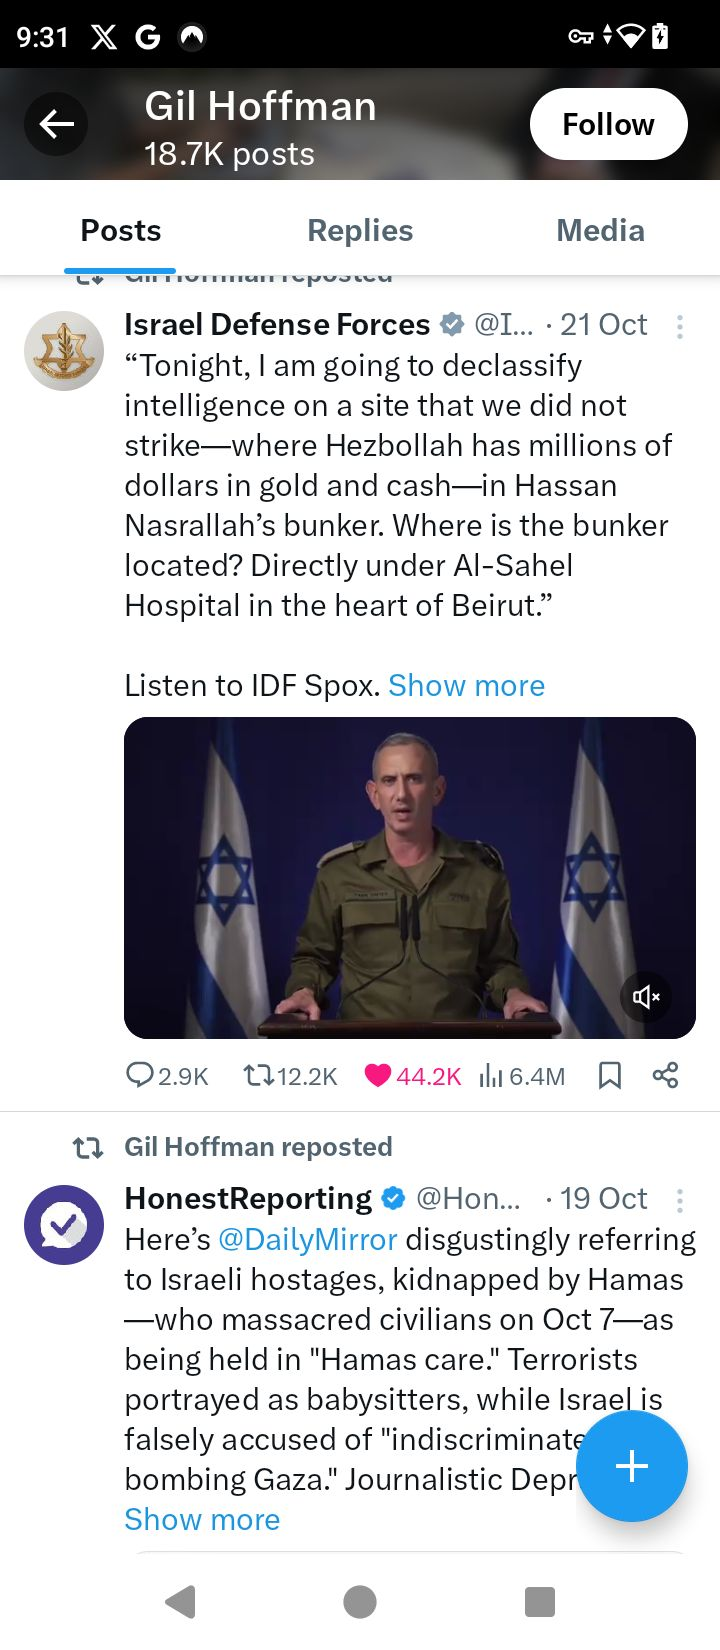 9:31
Gil Hoffman
18.7K posts
Follow
Posts
Replies
Media
Gil Hoffman reposted
Israel Defense Forces @I... · 21 Oct
“Tonight, I am going to declassify
intelligence on a site that we did not
strike—where Hezbollah has millions of
dollars in gold and cash—in Hassan
Nasrallah’s bunker. Where is the bunker
located? Directly under Al-Sahel
Hospital in the heart of Beirut.”
Listen to IDF Spox. Show more
2.9K 12.2K 44.2K 6.4M
Gil Hoffman reposted
HonestReporting @Hon... · 19 Oct
Here’s @DailyMirror disgustingly referring
to Israeli hostages, kidnapped by Hamas
—who massacred civilians on Oct 7—as
being held in "Hamas care." Terrorists
portrayed as babysitters, while Israel is
falsely accused of "indiscriminate
bombing Gaza." Journalistic Depr
Show more